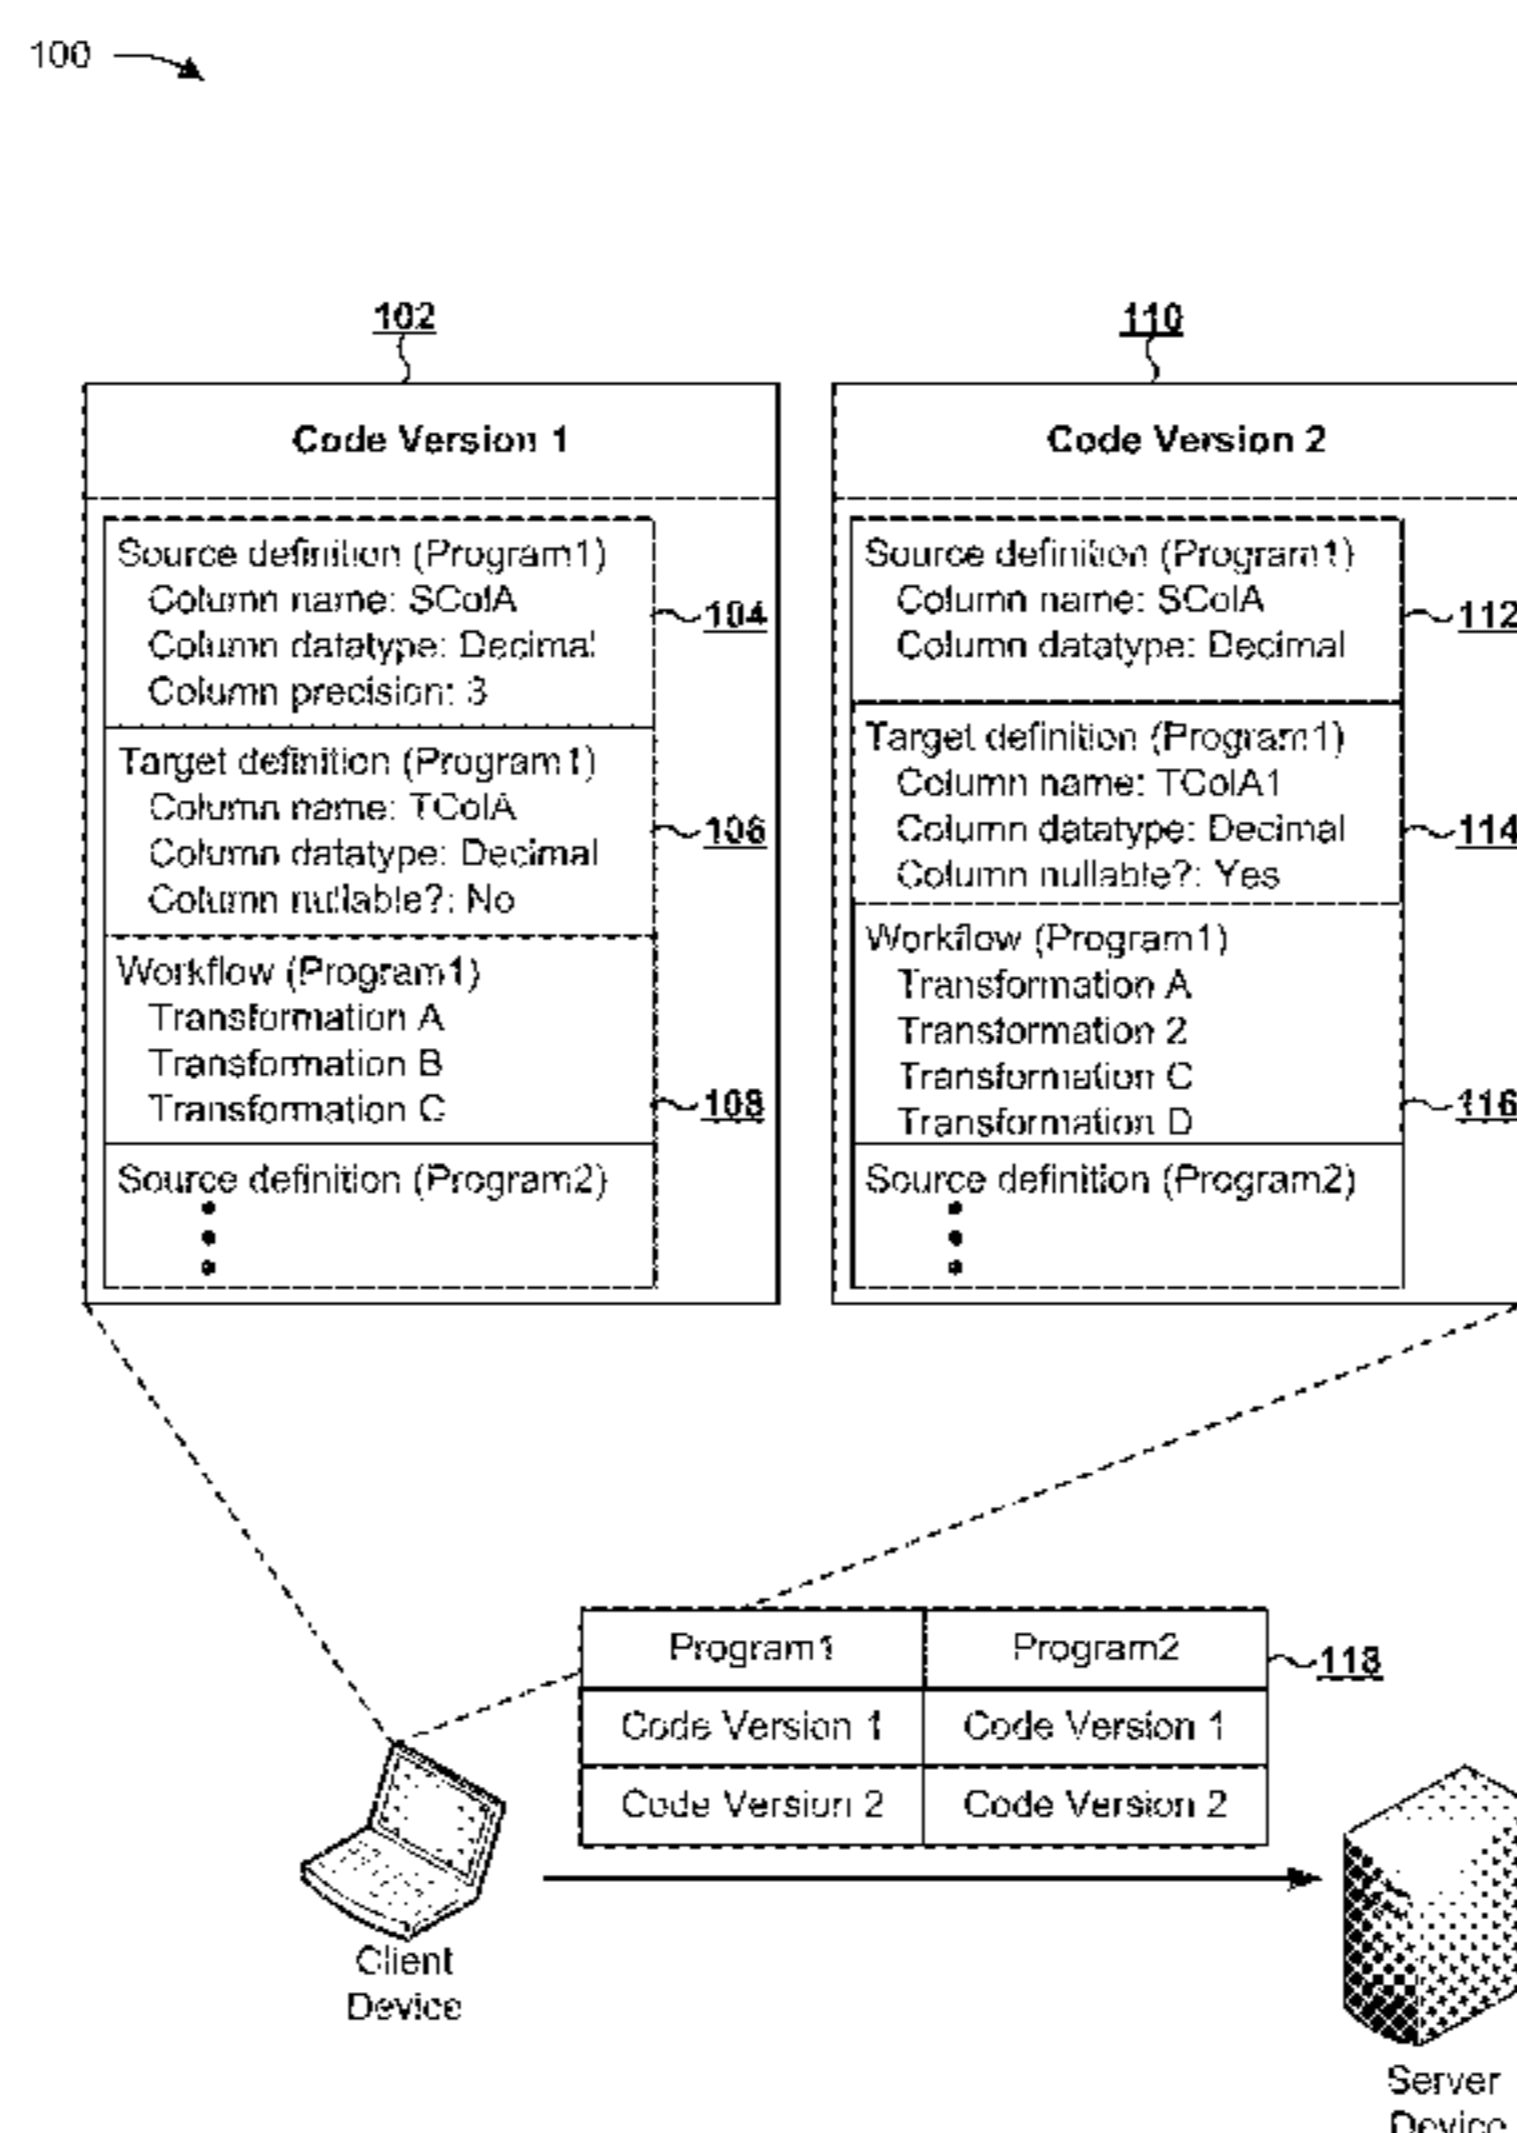 100
102
Code Version 1
Source definition (Program1)
Column name: SColA
Column datatype: Decimal
Column precision: 3
104
Target definition (Program1)
Column name: TColA
Column datatype: Decimal
Column nullable?: No
106
Workflow (Program1)
Transformation A
Transformation B
Transformation C
108
Source definition (Program2)
110
Code Version 2
Source definition (Program1)
Column name: SColA
Column datatype: Decimal
112
Target definition (Program1)
Column name: TColA1
Column datatype: Decimal
Column nullable?: Yes
114
Workflow (Program1)
Transformation A
Transformation 2
Transformation C
Transformation D
116
Source definition (Program2)
Program1 Program2
118
Code Version 1 Code Version 1
Code Version 2 Code Version 2
Client
Device
Server
Device